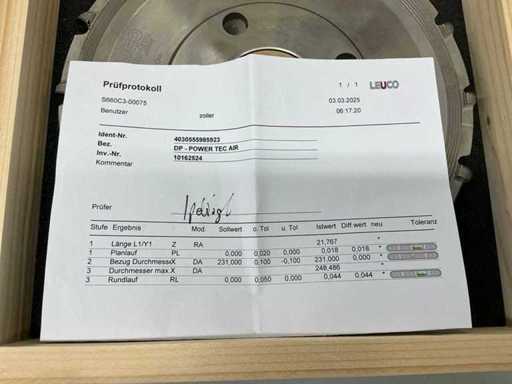 Prüfprotokoll 1 / 1 LEUCO
S660C3-00075 03.03.2025
Benutzer zoller 06:17:20
Ident-Nr. 4030555985923
Bez. DP - POWER TEC AIR
Inv.-Nr. 10162524
Kommentar
Prüfer
Stufe Ergebnis Mod. Sollwert o. Tol u. Tol Istwert Diff wert neu Toleranz
1 Länge L1/Y1 Z RA 21,767 *
1 Planlauf PL 0,000 0,020 0,000 0,018 0,018 *
2 Bezug Durchmesse X DA 231,000 0,100 -0,100 231,000 0,000 *
3 Durchmesser max. X DA 248,486 *
3 Rundlauf RL 0,000 0,050 0,000 0,044 0,044 *